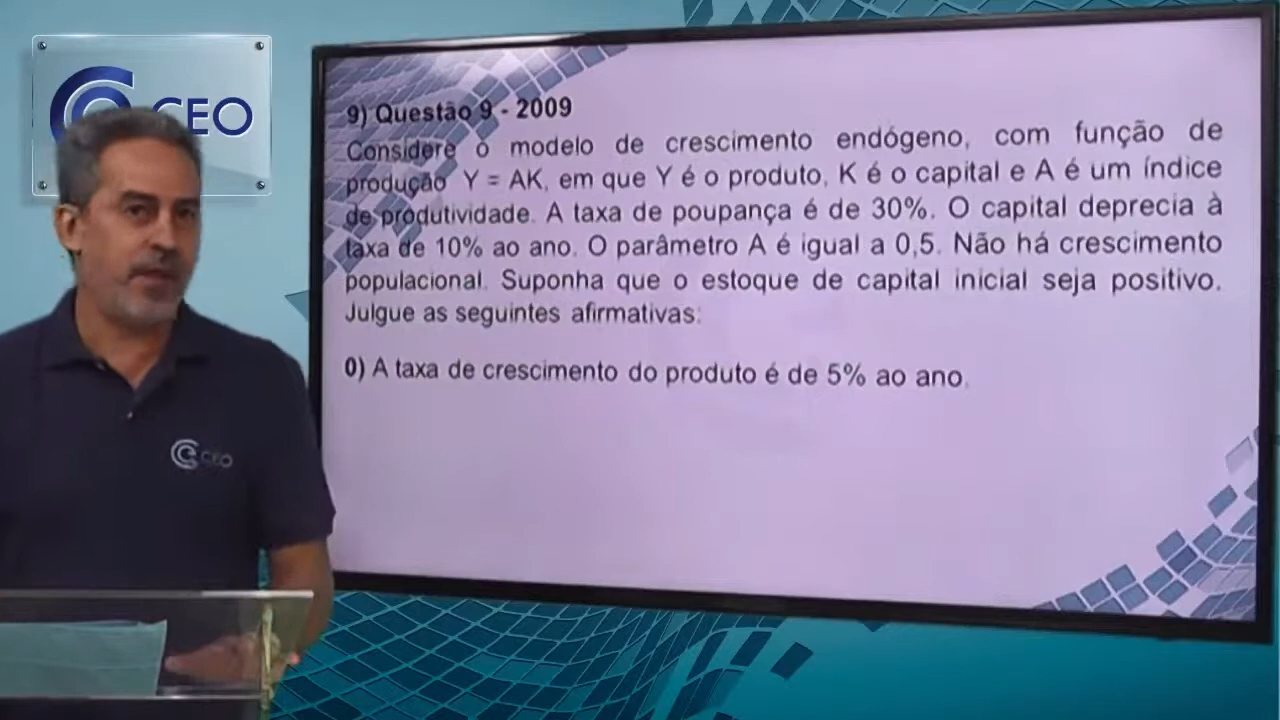 CEO
9) Questão 9 - 2009
Considere o modelo de crescimento endógeno, com função de
produção Y = AK, em que Y é o produto, K é o capital e A é um índice
de produtividade. A taxa de poupança é de 30%. O capital deprecia à
taxa de 10% ao ano. O parâmetro A é igual a 0,5. Não há crescimento
populacional. Suponha que o estoque de capital inicial seja positivo.
Julgue as seguintes afirmativas:
0) A taxa de crescimento do produto é de 5% ao ano.
CEO